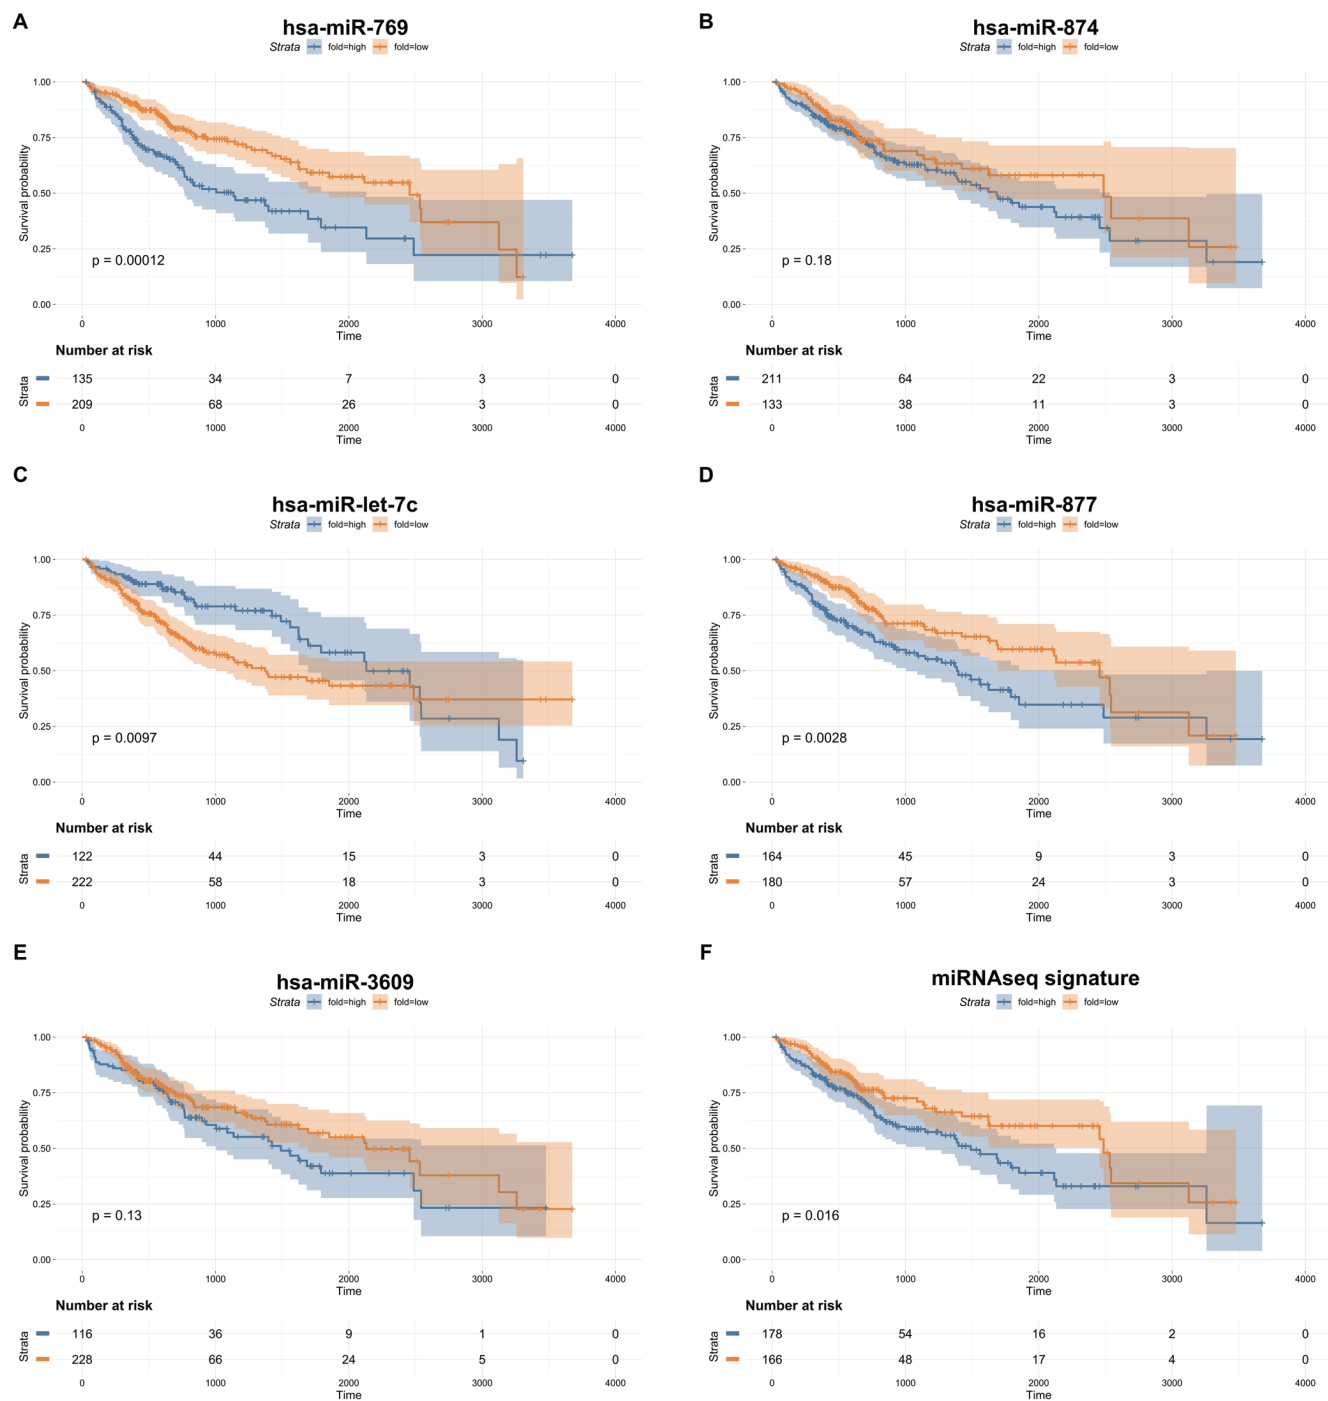 A
hsa-miR-769
Strata fold=high fold=low
Survival probability
1.00
0.75
0.50
0.25
0.00
p = 0.00012
0 1000 2000 3000 4000
Time
Number at risk
Strata
135 34 7 3 0
209 68 26 3 0
0 1000 2000 3000 4000
Time
B
hsa-miR-874
Strata fold=high fold=low
Survival probability
1.00
0.75
0.50
0.25
0.00
p = 0.18
0 1000 2000 3000 4000
Time
Number at risk
Strata
211 64 22 3 0
133 38 11 3 0
0 1000 2000 3000 4000
Time
C
hsa-miR-let-7c
Strata fold=high fold=low
Survival probability
1.00
0.75
0.50
0.25
0.00
p = 0.0097
0 1000 2000 3000 4000
Time
Number at risk
Strata
122 44 15 3 0
222 58 18 3 0
0 1000 2000 3000 4000
Time
D
hsa-miR-877
Strata fold=high fold=low
Survival probability
1.00
0.75
0.50
0.25
0.00
p = 0.0028
0 1000 2000 3000 4000
Time
Number at risk
Strata
164 45 9 3 0
180 57 24 3 0
0 1000 2000 3000 4000
Time
E
hsa-miR-3609
Strata fold=high fold=low
Survival probability
1.00
0.75
0.50
0.25
0.00
p = 0.13
0 1000 2000 3000 4000
Time
Number at risk
Strata
116 36 9 1 0
228 66 24 5 0
0 1000 2000 3000 4000
Time
F
miRNAseq signature
Strata fold=high fold=low
Survival probability
1.00
0.75
0.50
0.25
0.00
p = 0.016
0 1000 2000 3000 4000
Time
Number at risk
Strata
178 54 16 2 0
166 48 17 4 0
0 1000 2000 3000 4000
Time